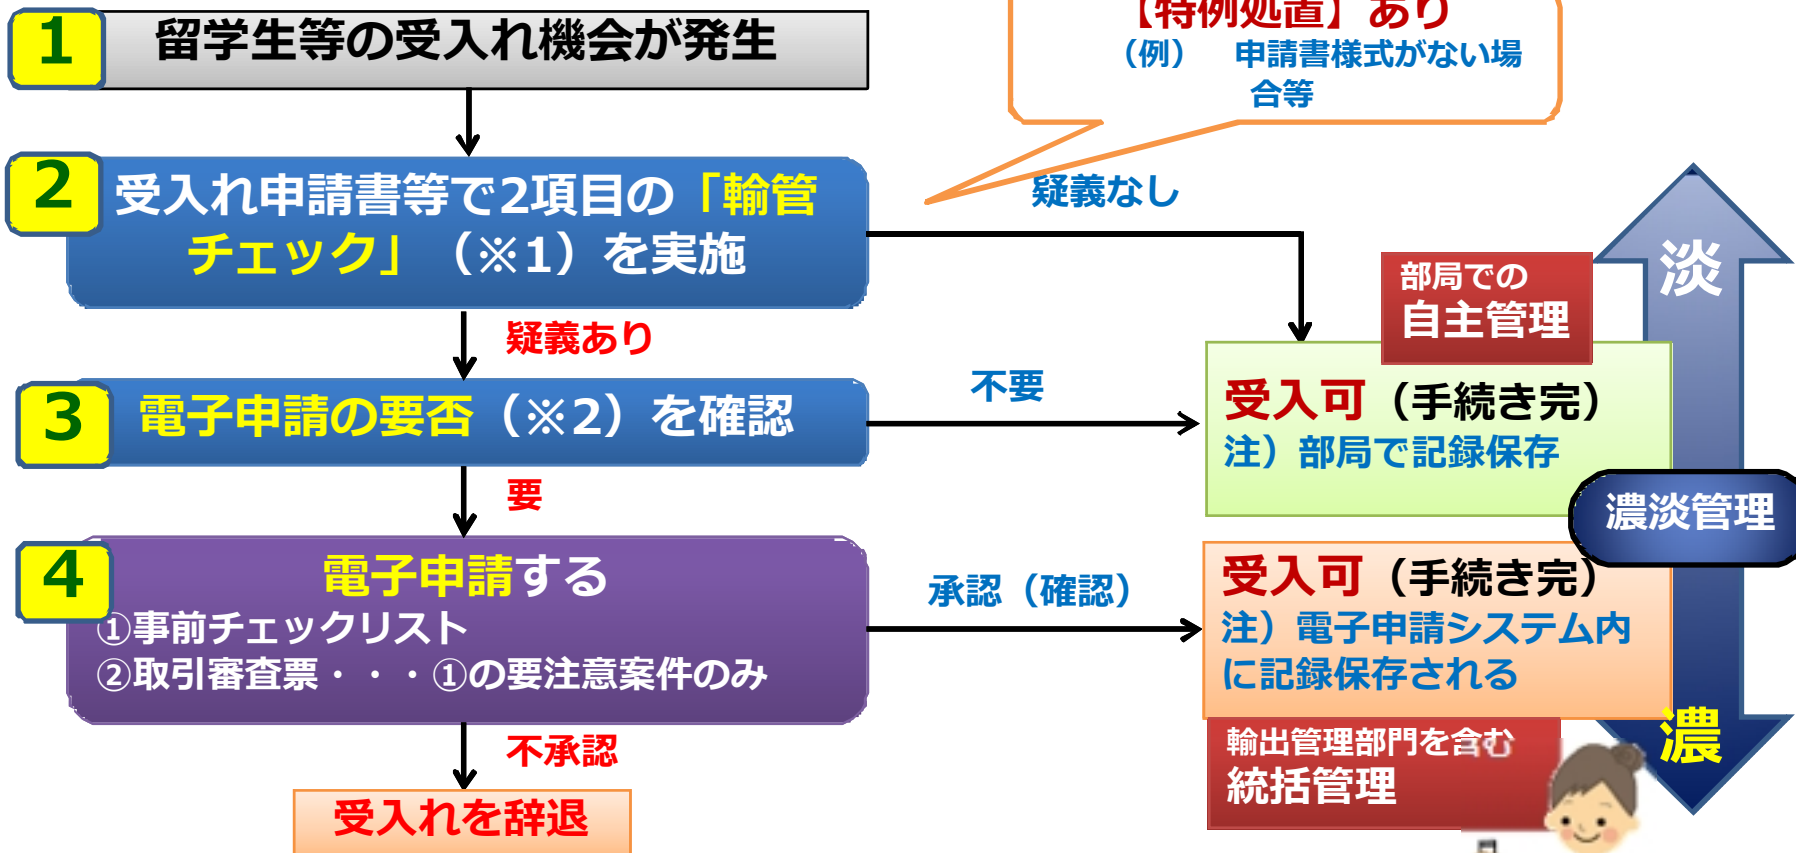 1
留学生等の受入れ機会が発生
【特例処置】あり
（例）　申請書様式がない場
合等
2
受入れ申請書等で2項目の「輸管
チェック」（※1）を実施
疑義なし
疑義あり
3
電子申請の要否（※2）を確認
不要
要
部局での
自主管理
受入可（手続き完）
注）部局で記録保存
淡
濃淡管理
濃
4
電子申請する
①事前チェックリスト
②取引審査票・・・①の要注意案件のみ
承認（確認）
受入可（手続き完）
注）電子申請システム内
に記録保存される
輸出管理部門を含む
統括管理
不承認
受入れを辞退